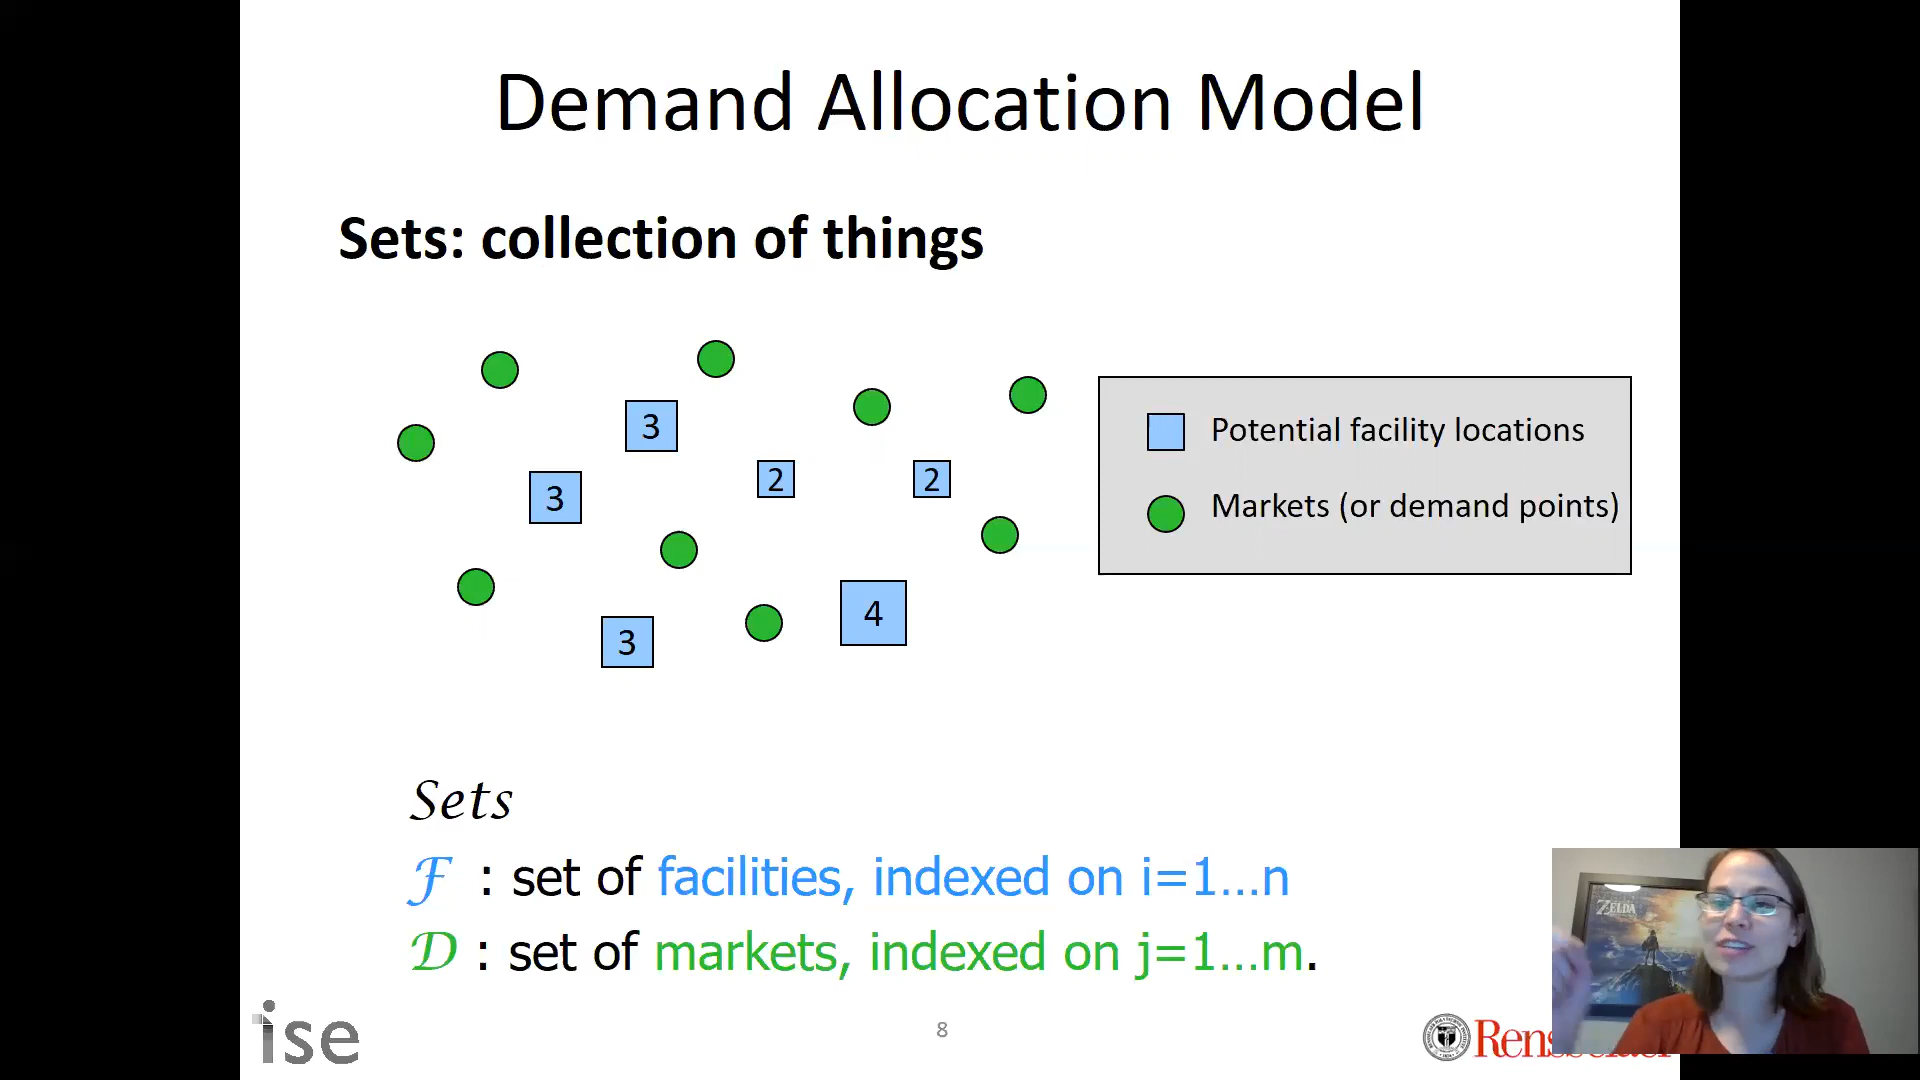 Demand Allocation Model
Sets: collection of things
3
2
2
3
4
3
Potential facility locations
Markets (or demand points)
Sets
ℱ : set of facilities, indexed on i=1...n
𝒟 : set of markets, indexed on j=1...m.
ise
8
ZELDA